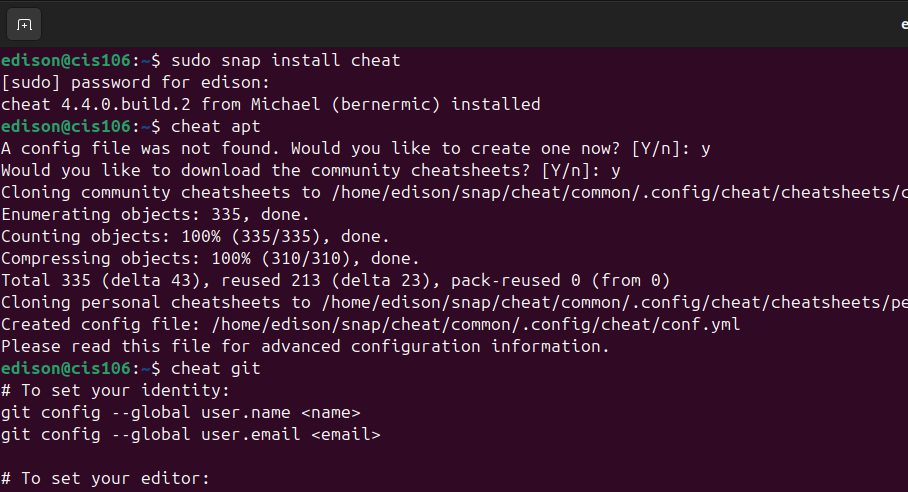 e
edison@cis106:~$ sudo snap install cheat
[sudo] password for edison:
cheat 4.4.0.build.2 from Michael (bernermic) installed
edison@cis106:~$ cheat apt
A config file was not found. Would you like to create one now? [Y/n]: y
Would you like to download the community cheatsheets? [Y/n]: y
Cloning community cheatsheets to /home/edison/snap/cheat/common/.config/cheat/cheatsheets/c
Enumerating objects: 335, done.
Counting objects: 100% (335/335), done.
Compressing objects: 100% (310/310), done.
Total 335 (delta 43), reused 213 (delta 23), pack-reused 0 (from 0)
Cloning personal cheatsheets to /home/edison/snap/cheat/common/.config/cheat/cheatsheets/pe
Created config file: /home/edison/snap/cheat/common/.config/cheat/conf.yml
Please read this file for advanced configuration information.
edison@cis106:~$ cheat git
# To set your identity:
git config --global user.name <name>
git config --global user.email <email>

# To set your editor: